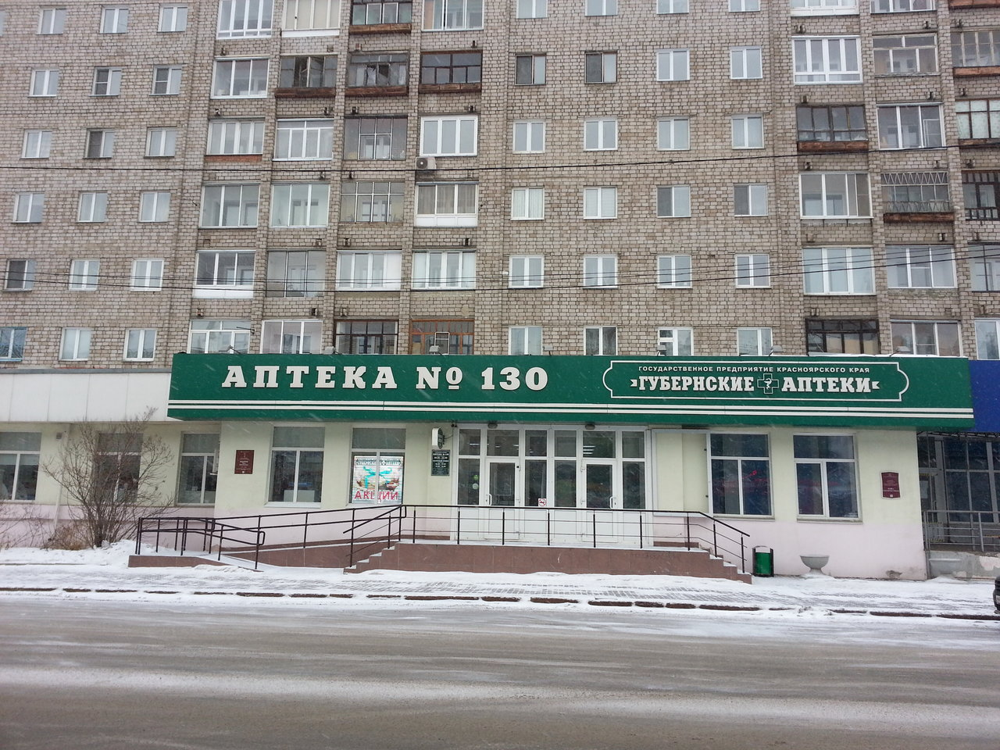 АПТЕКА № 130
ГОСУДАРСТВЕННОЕ ПРЕДПРИЯТИЕ КРАСНОЯРСКОГО КРАЯ
ГУБЕРНСКИЕ АПТЕКИ
АКЦИИ